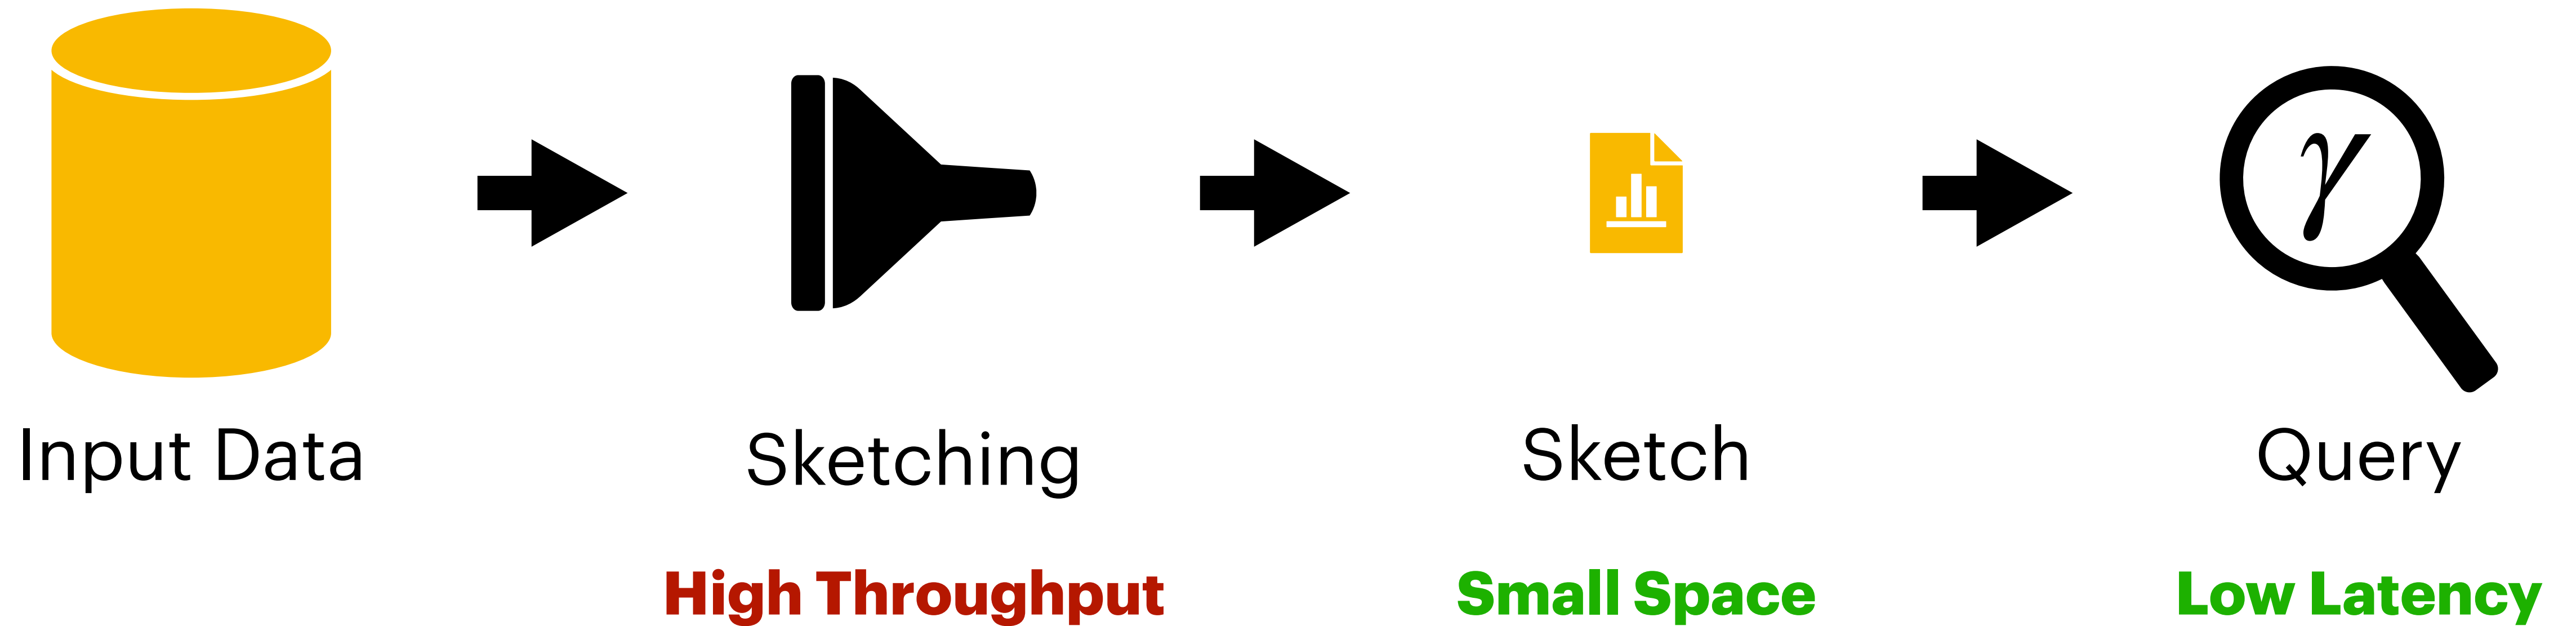 γ
Input Data
Sketching
Sketch
Query
High Throughput
Small Space
Low Latency